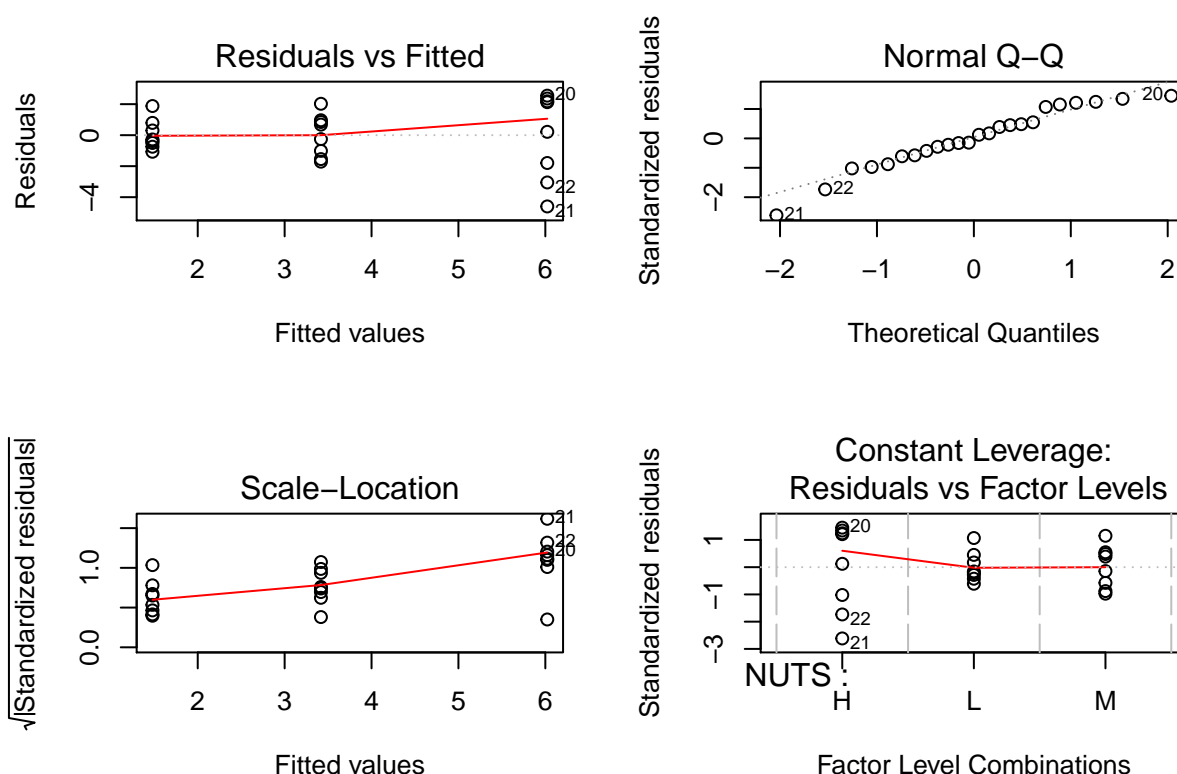 Residuals vs Fitted
Residuals
0
−4
20
22
21
2 3 4 5 6
Fitted values
Normal Q−Q
Standardized residuals
0
−2
20
22
21
−2 −1 0 1 2
Theoretical Quantiles
Scale−Location
√|Standardized residuals|
1.0
0.0
21
22
20
2 3 4 5 6
Fitted values
Constant Leverage:
Residuals vs Factor Levels
Standardized residuals
1
−1
−3
20
22
21
NUTS :
H L M
Factor Level Combinations